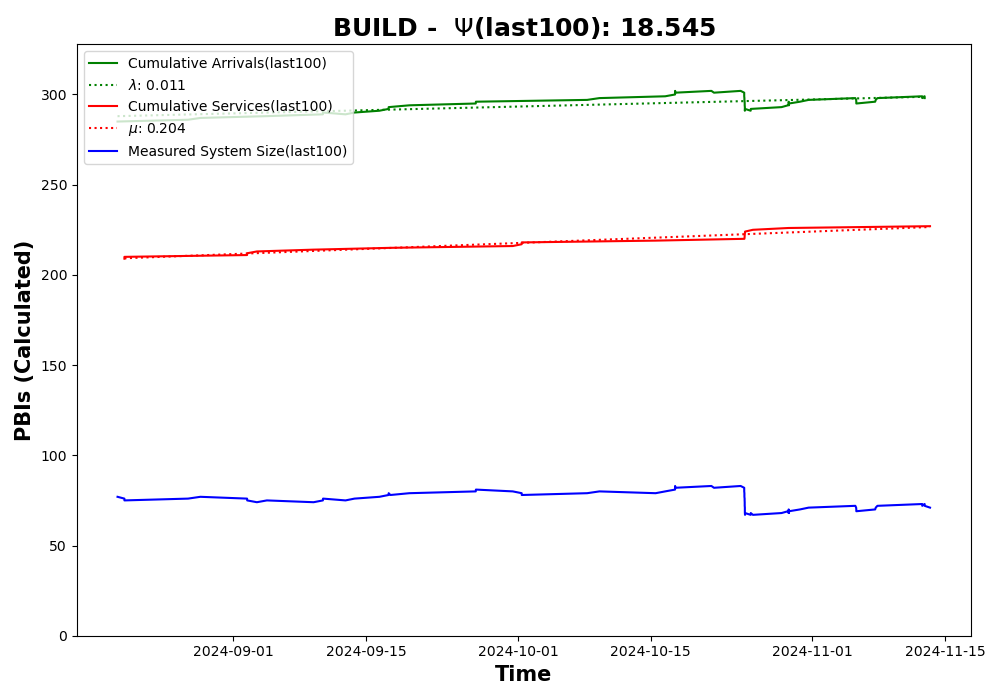 BUILD - Ψ(last100): 18.545
Cumulative Arrivals(last100)
λ: 0.011
Cumulative Services(last100)
μ: 0.204
Measured System Size(last100)
PBIs (Calculated)
300
250
200
150
100
50
0
2024-09-01 2024-09-15 2024-10-01 2024-10-15 2024-11-01 2024-11-15
Time